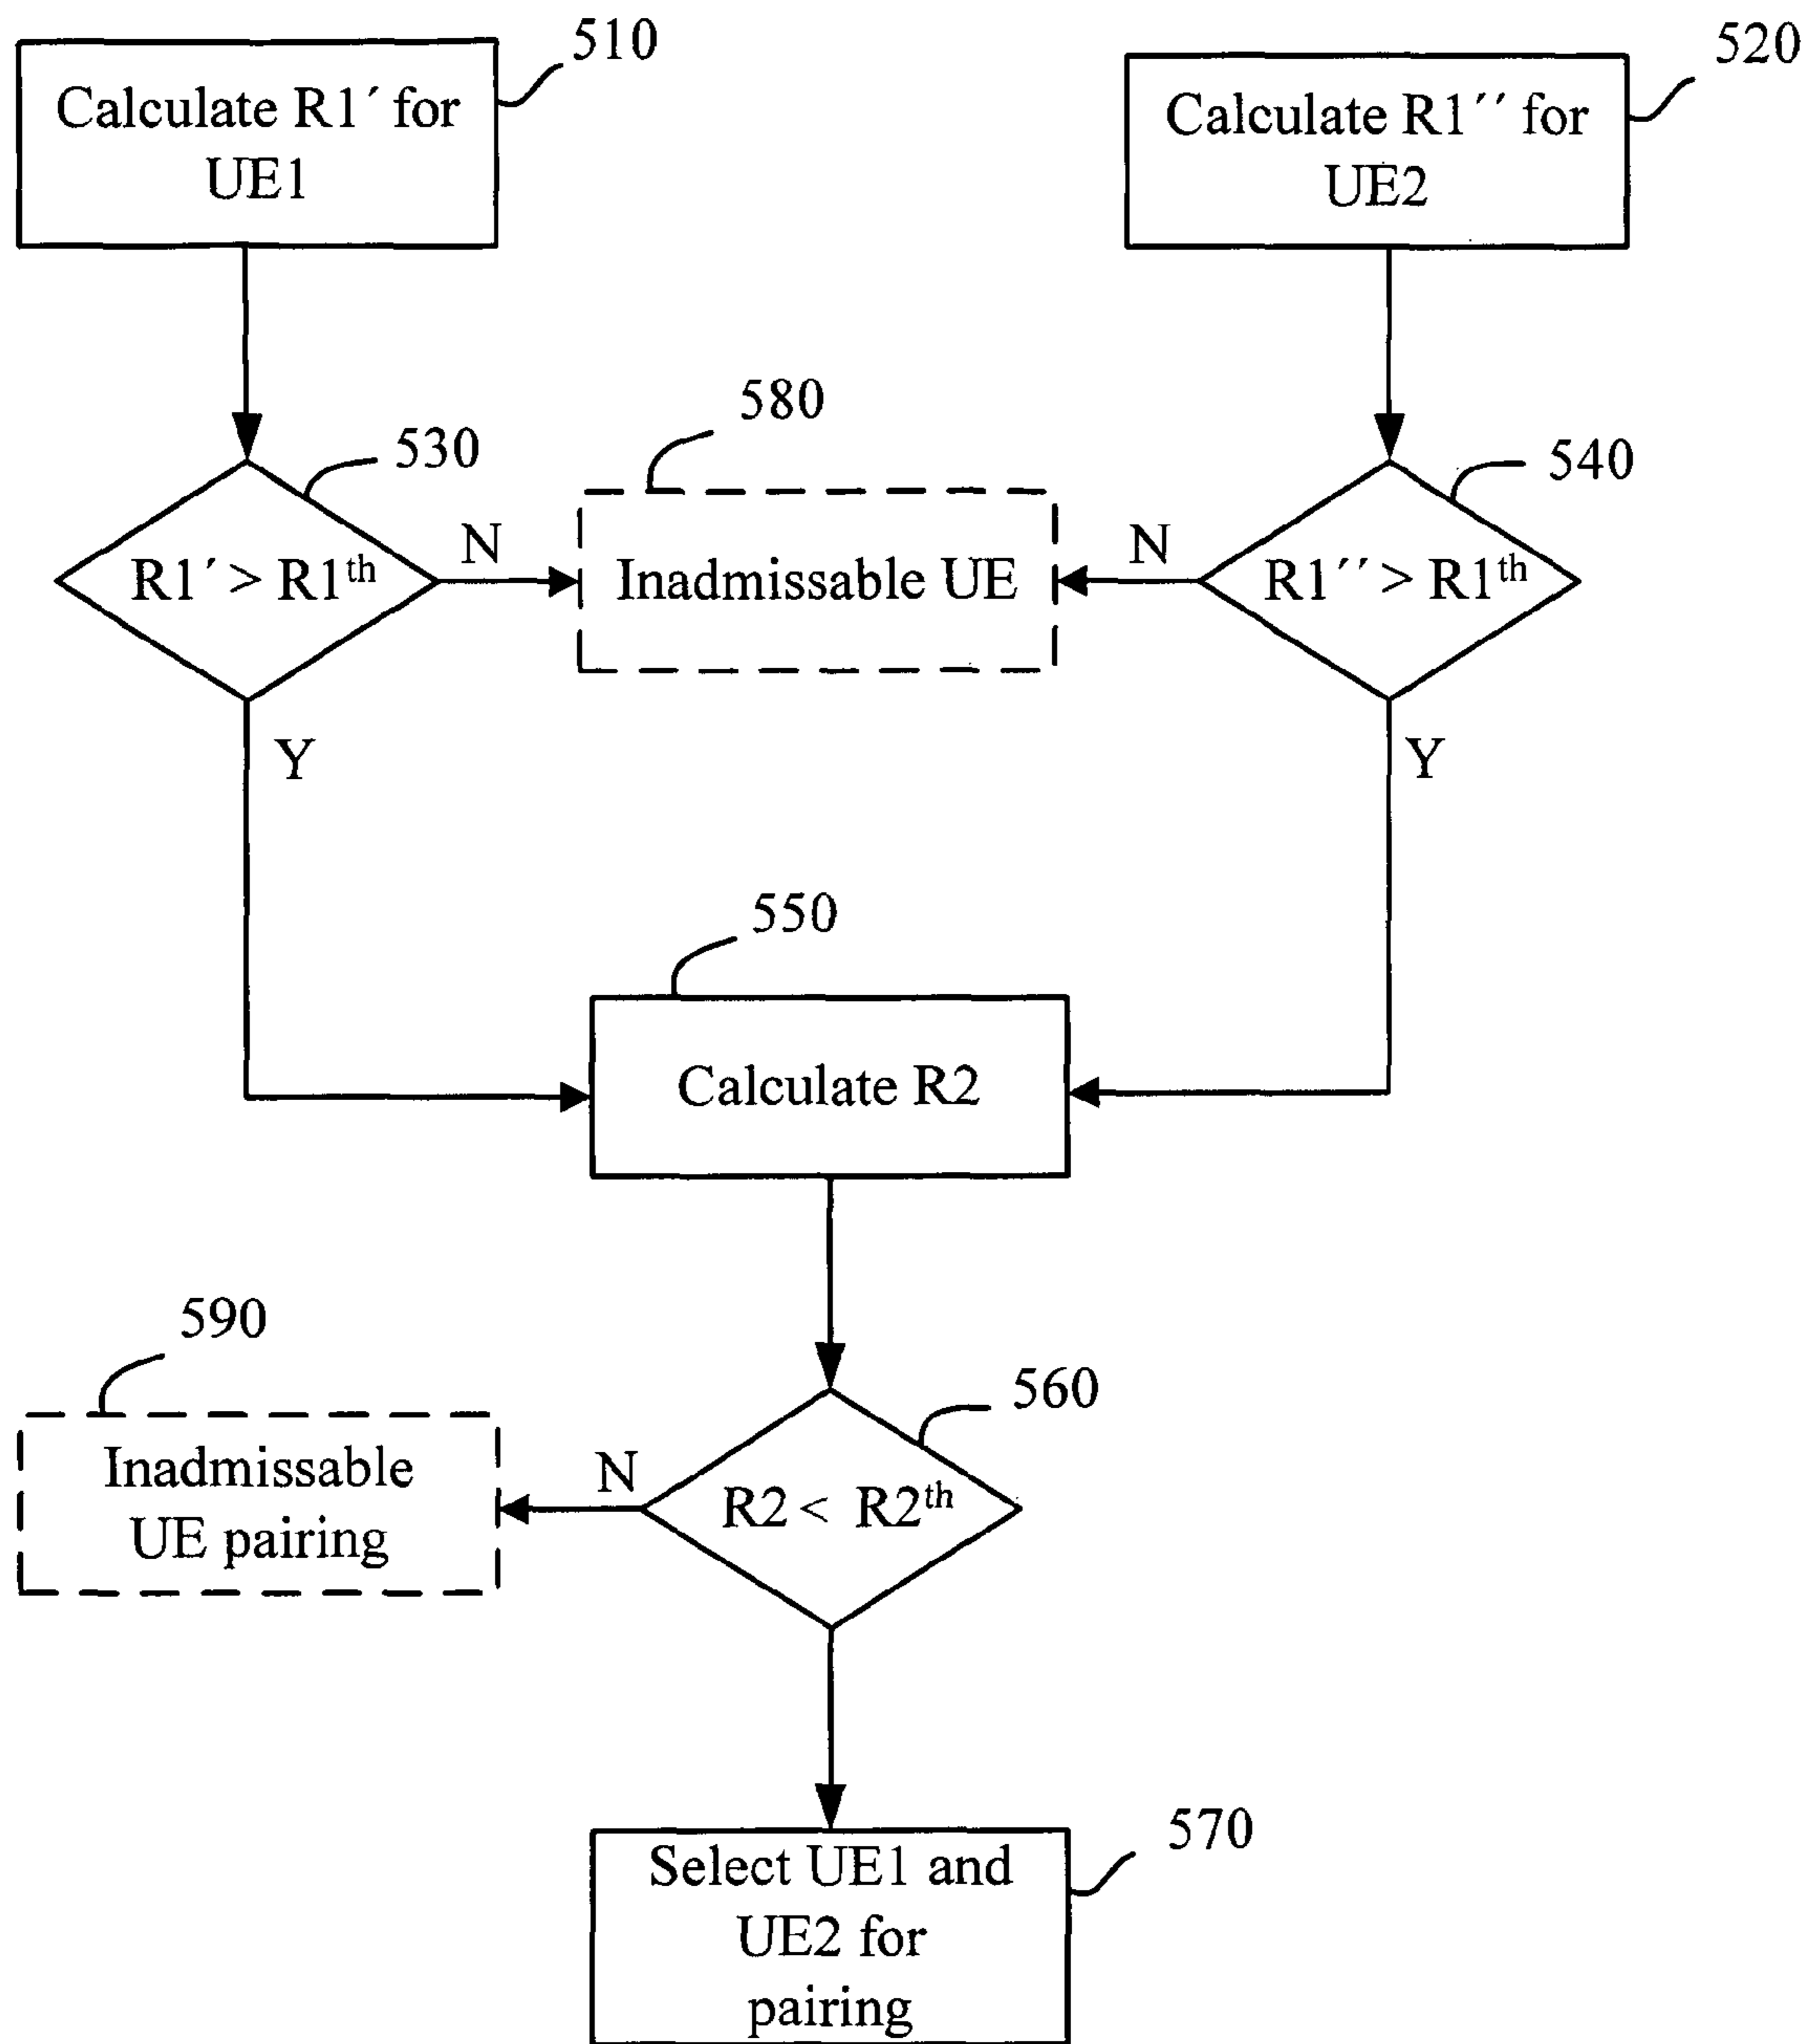 510
Calculate R1´ for
UE1
520
Calculate R1´´ for
UE2
580
530
540
R1´ > R1th
N
Inadmissable UE
N
R1´´ > R1th
Y
Y
550
Calculate R2
590
560
Inadmissable
UE pairing
N
R2 < R2th
570
Select UE1 and
UE2 for
pairing